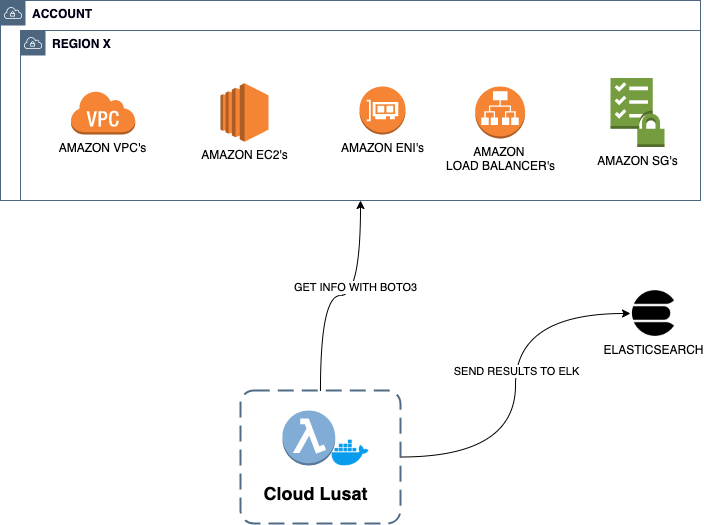 ACCOUNT
REGION X
VPC
AMAZON VPC's
AMAZON EC2's
AMAZON ENI's
AMAZON
LOAD BALANCER's
AMAZON SG's
GET INFO WITH BOTO3
ELASTICSEARCH
SEND RESULTS TO ELK
λ
Cloud Lusat